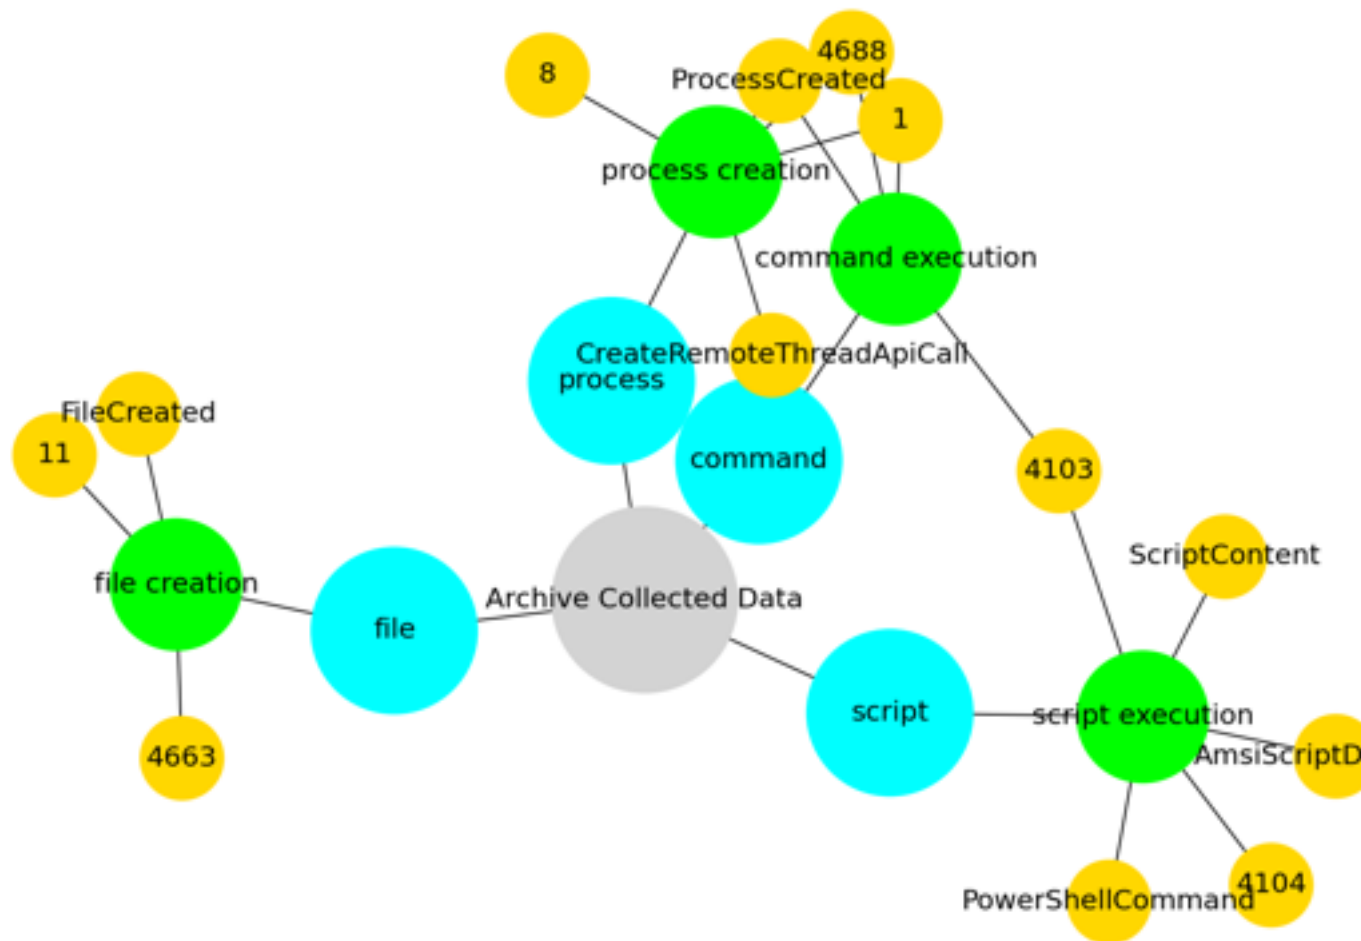 4688
8
ProcessCreated
1
process creation
command execution
CreateRemoteThreadApiCall
process
FileCreated
11
command
4103
ScriptContent
file creation
Archive Collected Data
file
script
script execution
4663
AmsiScriptD
4104
PowerShellCommand